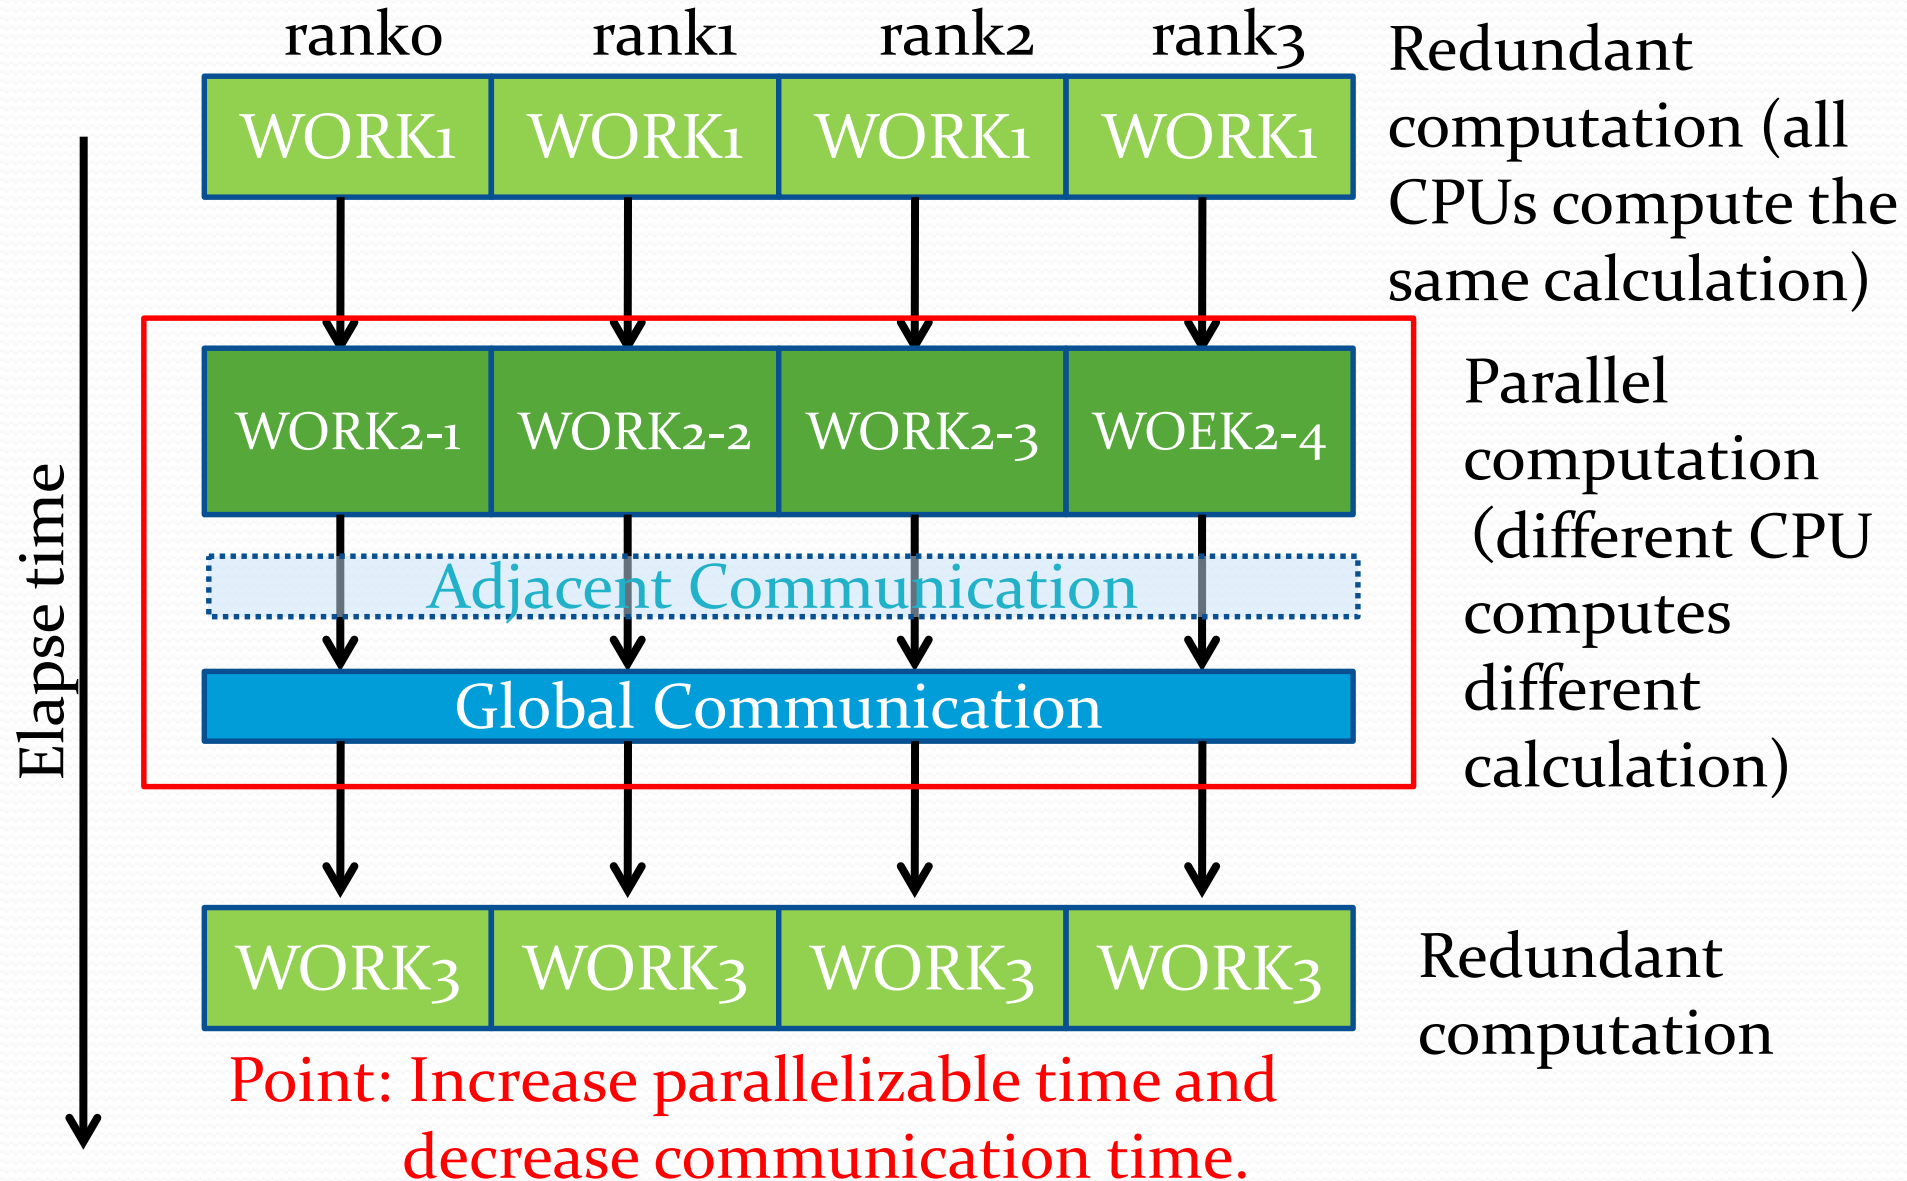 rank0 rank1 rank2 rank3
Redundant
computation (all
CPUs compute the
same calculation)
WORK1 WORK1 WORK1 WORK1
Elapse time
WORK2-1 WORK2-2 WORK2-3 WOEK2-4
Parallel
computation
(different CPU
computes
different
calculation)
Adjacent Communication
Global Communication
WORK3 WORK3 WORK3 WORK3
Redundant
computation
Point: Increase parallelizable time and
decrease communication time.